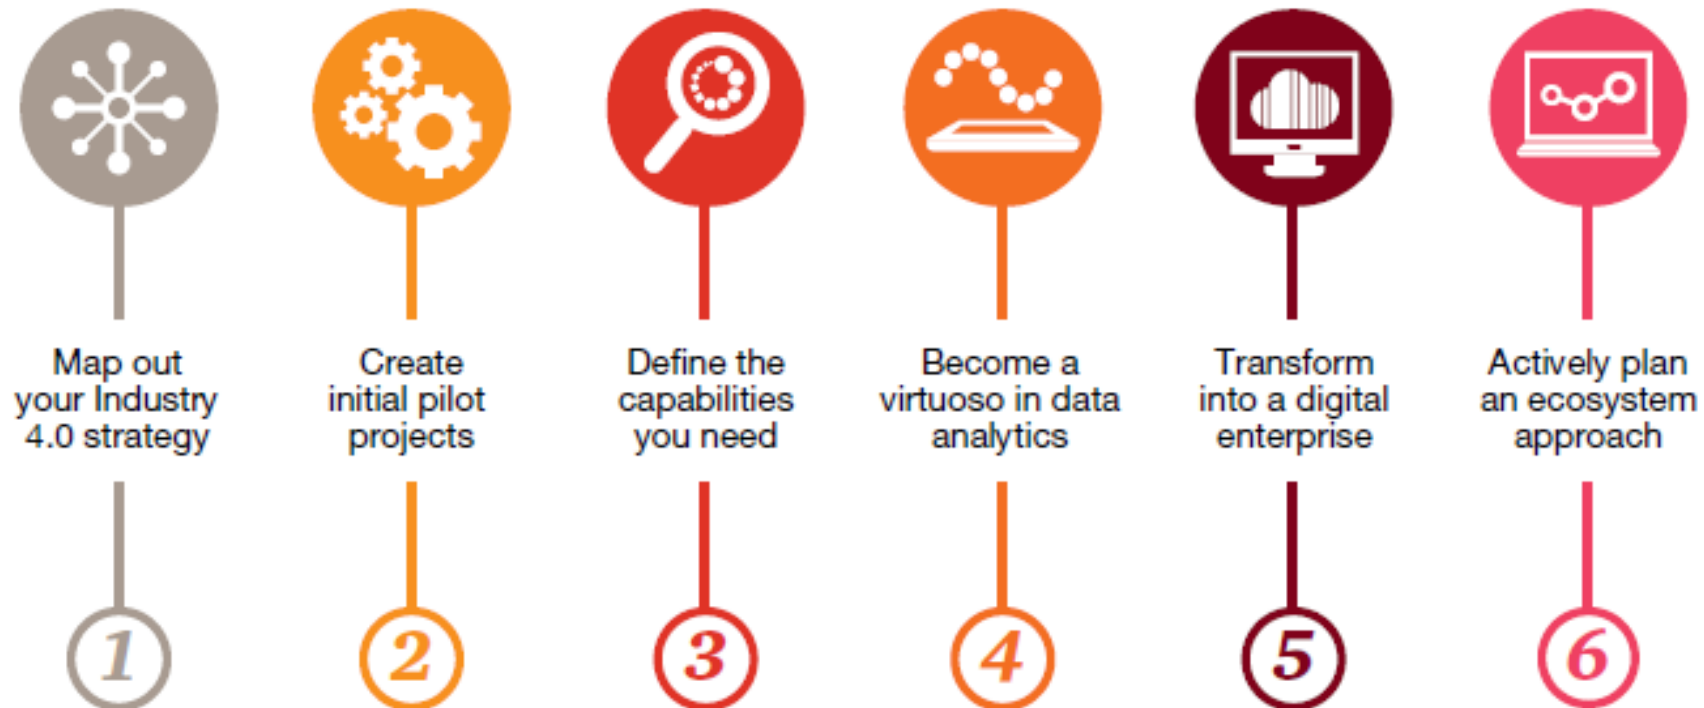 Map out
your Industry
4.0 strategy
Create
initial pilot
projects
Define the
capabilities
you need
Become a
virtuoso in data
analytics
Transform
into a digital
enterprise
Actively plan
an ecosystem
approach
1
2
3
4
5
6